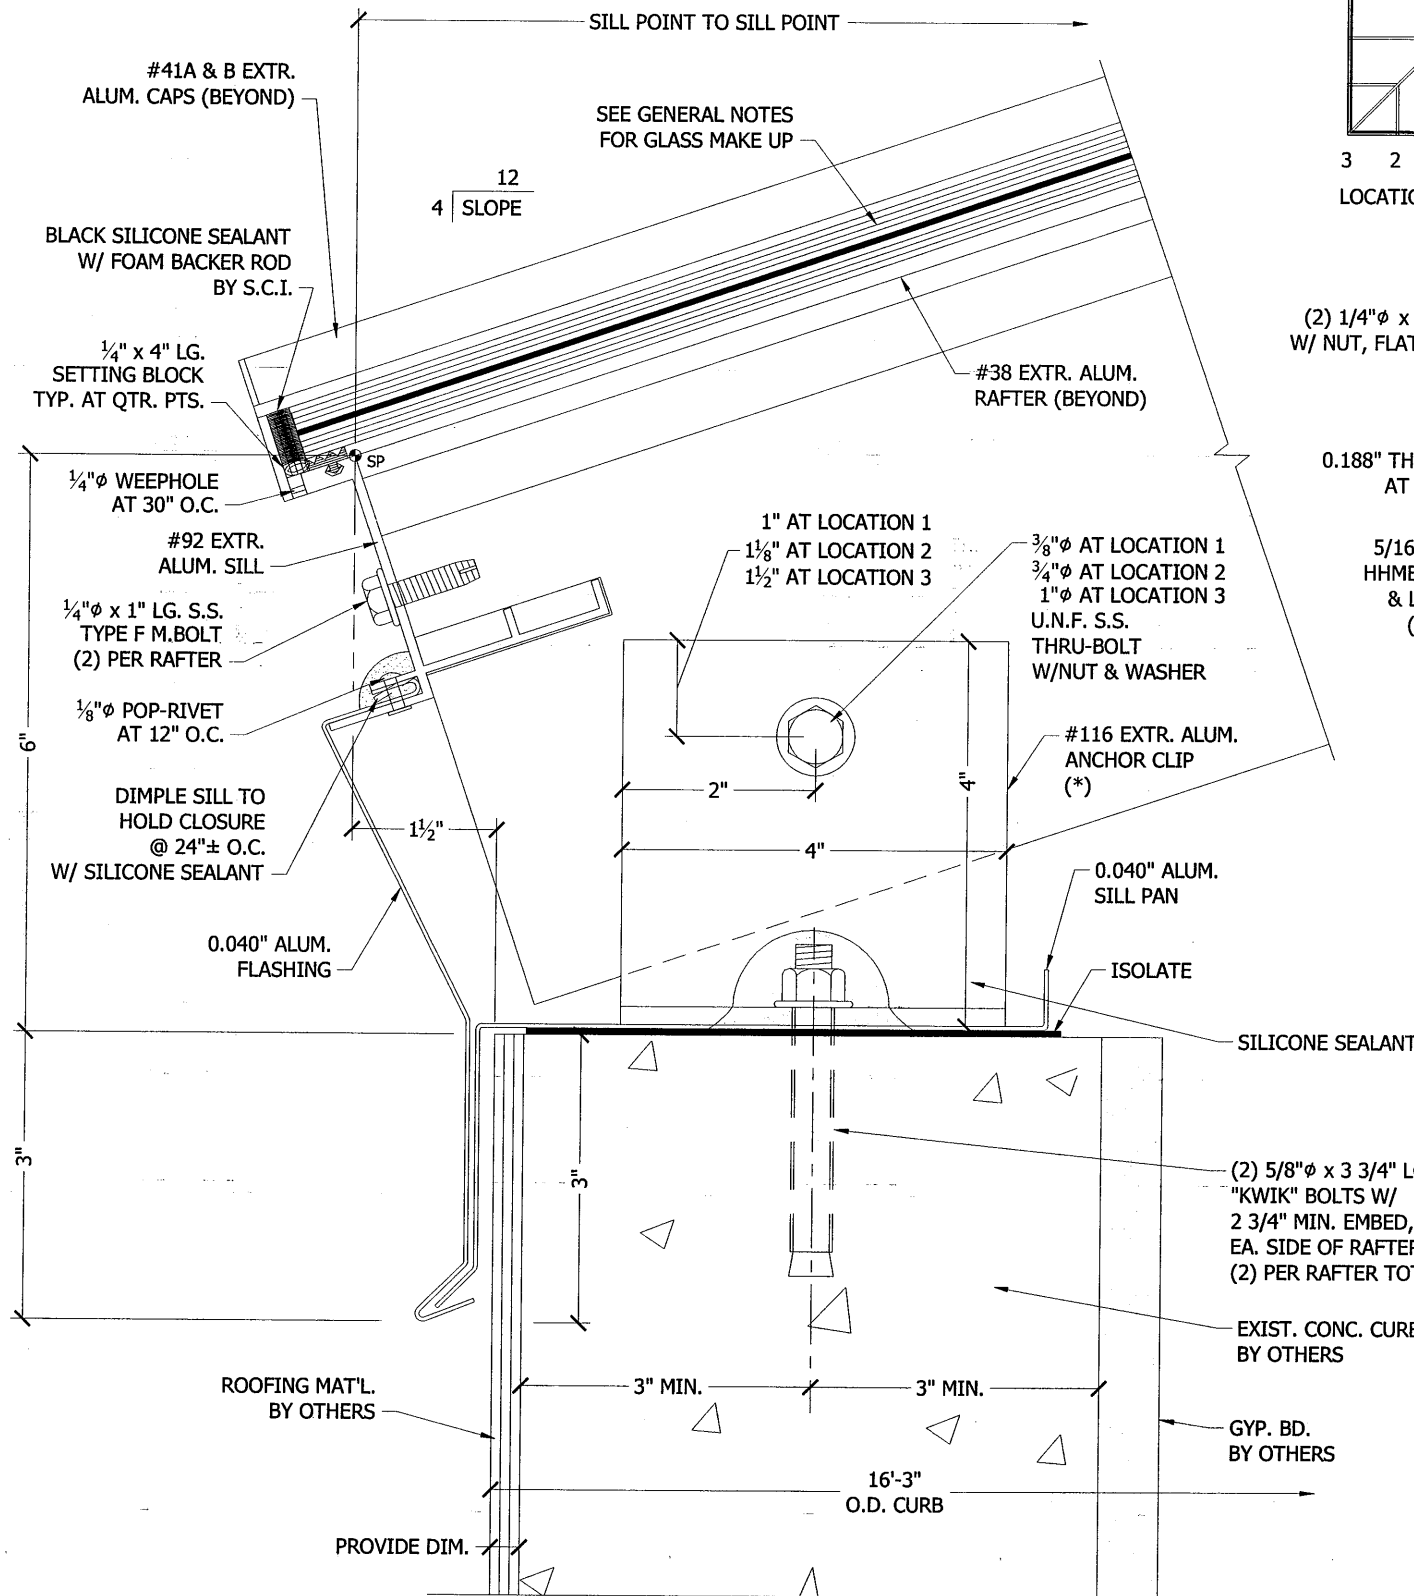 SILL POINT TO SILL POINT
#41A & B EXTR.
ALUM. CAPS (BEYOND)
SEE GENERAL NOTES
FOR GLASS MAKE UP
12
4 SLOPE
3 2
LOCATIO
BLACK SILICONE SEALANT
W/ FOAM BACKER ROD
BY S.C.I.
(2) 1/4"φ x
W/ NUT, FLAT
¼" x 4" LG.
SETTING BLOCK
TYP. AT QTR. PTS.
#38 EXTR. ALUM.
RAFTER (BEYOND)
SP
0.188" TH
AT
¼"φ WEEPHOLE
AT 30" O.C.
#92 EXTR.
ALUM. SILL
1" AT LOCATION 1
1⅛" AT LOCATION 2
1½" AT LOCATION 3
⅜"φ AT LOCATION 1
¾"φ AT LOCATION 2
1"φ AT LOCATION 3
U.N.F. S.S.
THRU-BOLT
W/NUT & WASHER
5/16
HHME
& L
(
¼"φ x 1" LG. S.S.
TYPE F M.BOLT
(2) PER RAFTER
⅛"φ POP-RIVET
AT 12" O.C.
6"
#116 EXTR. ALUM.
ANCHOR CLIP
(*)
2"
4"
DIMPLE SILL TO
HOLD CLOSURE
@ 24"± O.C.
W/ SILICONE SEALANT
1½"
4"
0.040" ALUM.
SILL PAN
0.040" ALUM.
FLASHING
ISOLATE
SILICONE SEALANT
3"
3"
(2) 5/8"φ x 3 3/4" L
"KWIK" BOLTS W/
2 3/4" MIN. EMBED,
EA. SIDE OF RAFTER
(2) PER RAFTER TOT
EXIST. CONC. CURB
BY OTHERS
ROOFING MAT'L.
BY OTHERS
3" MIN.
3" MIN.
GYP. BD.
BY OTHERS
16'-3"
O.D. CURB
PROVIDE DIM.